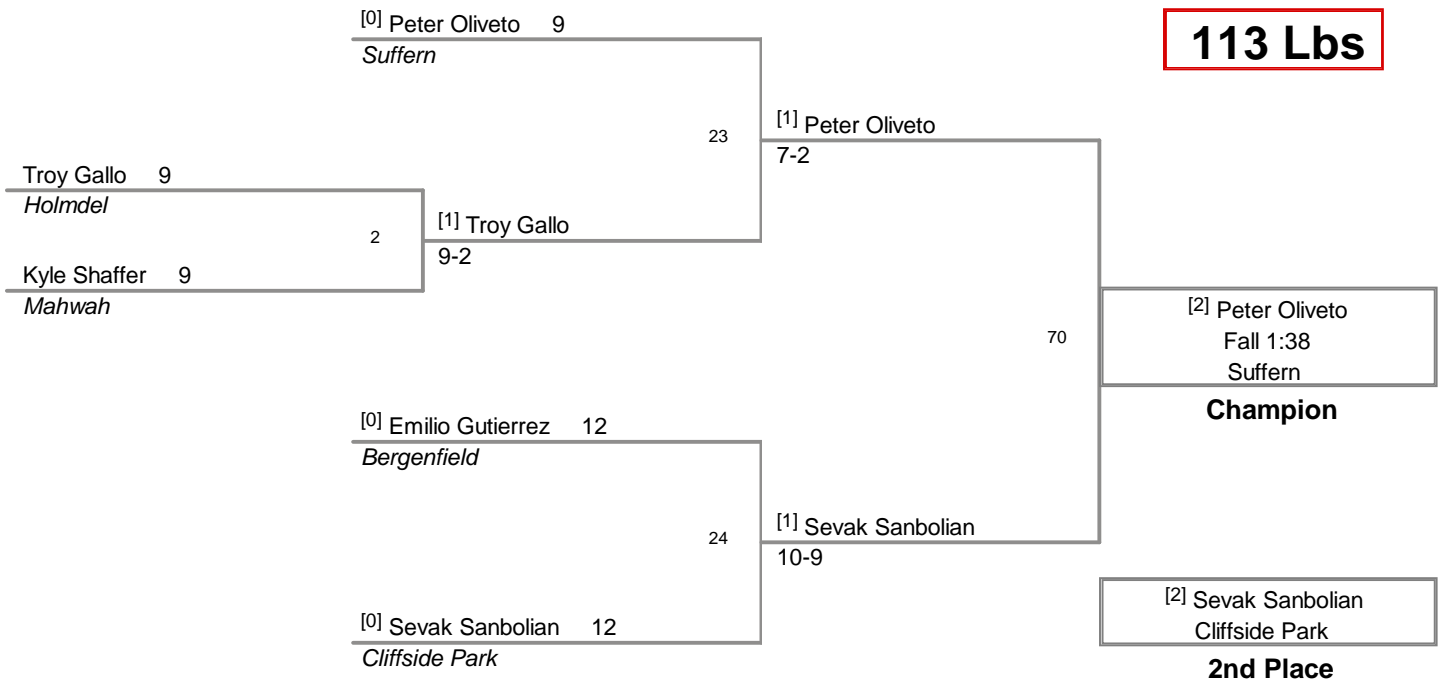 [0] Peter Oliveto 9
Suffern
113 Lbs
[1] Peter Oliveto
23
7-2
Troy Gallo 9
Holmdel
[1] Troy Gallo
2
9-2
Kyle Shaffer 9
Mahwah
[2] Peter Oliveto
70
Fall 1:38
Suffern
Champion
[0] Emilio Gutierrez 12
Bergenfield
[1] Sevak Sanbolian
24
10-9
[0] Sevak Sanbolian 12
Cliffside Park
[2] Sevak Sanbolian
Cliffside Park
2nd Place